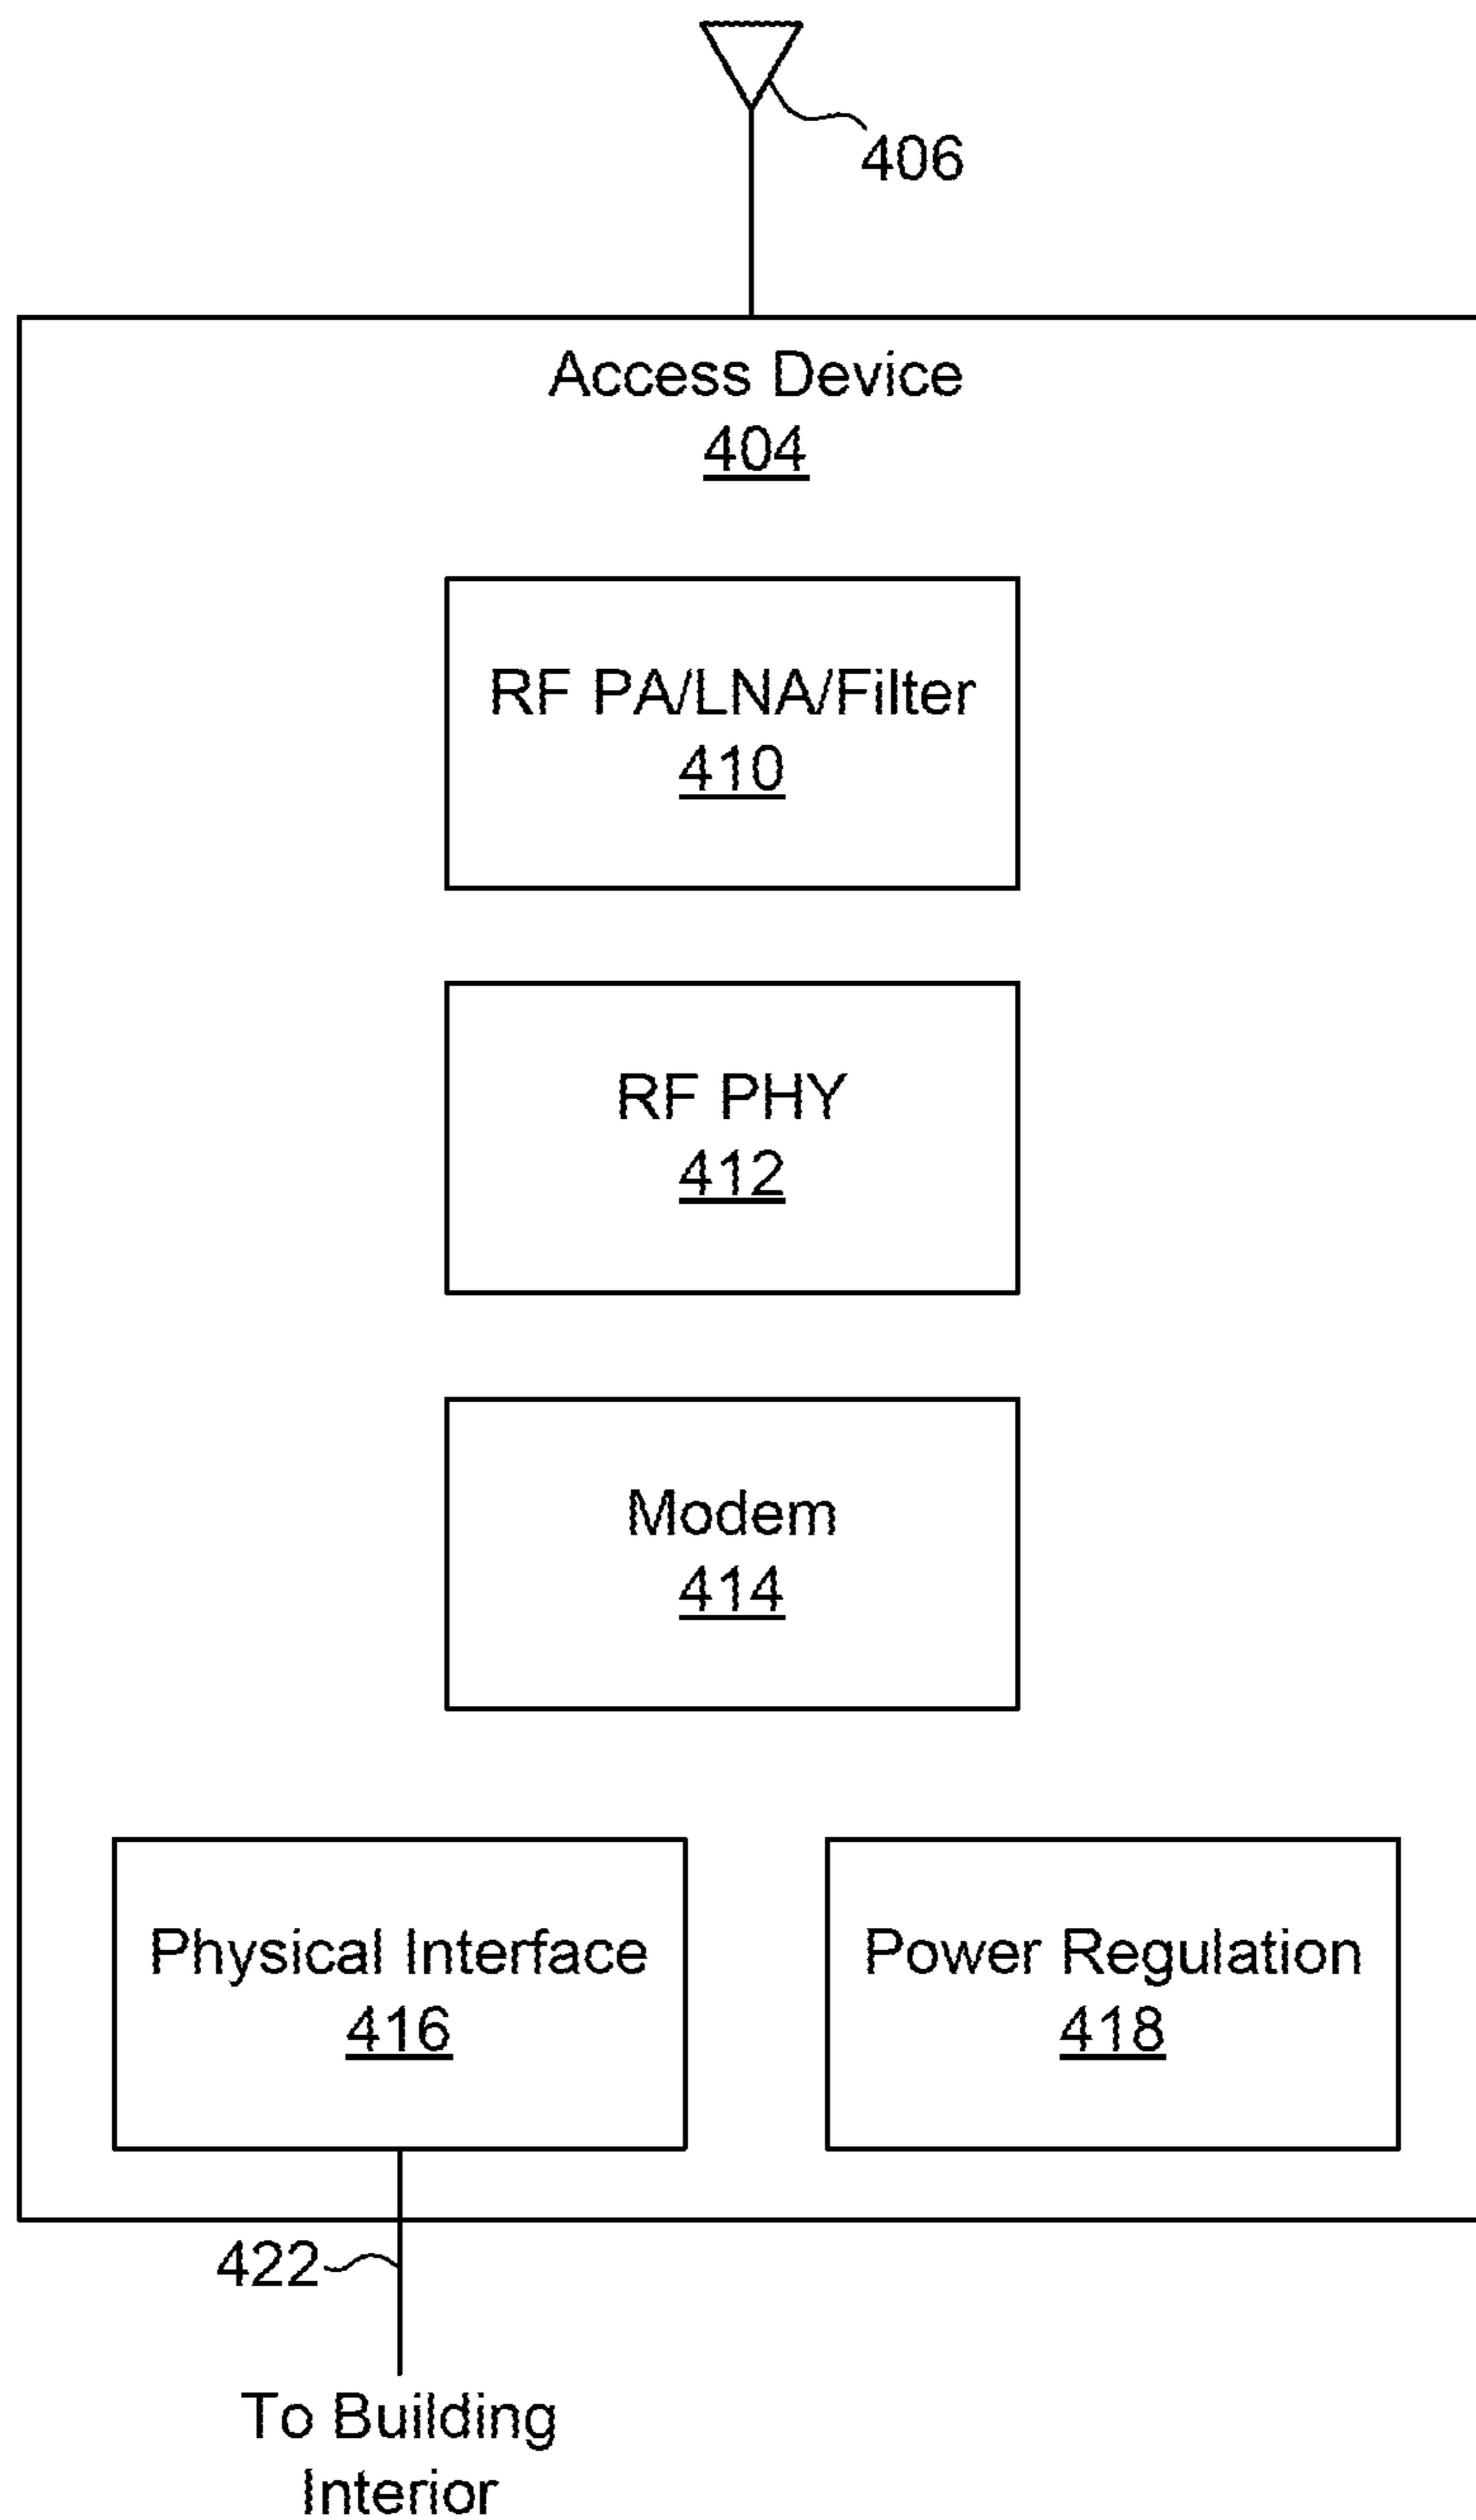 406
Access Device
404
RF PA/LNA/Filter
410
RF PHY
412
Modem
414
Physical Interface
416
Power Regulation
418
422
To Building
Interior